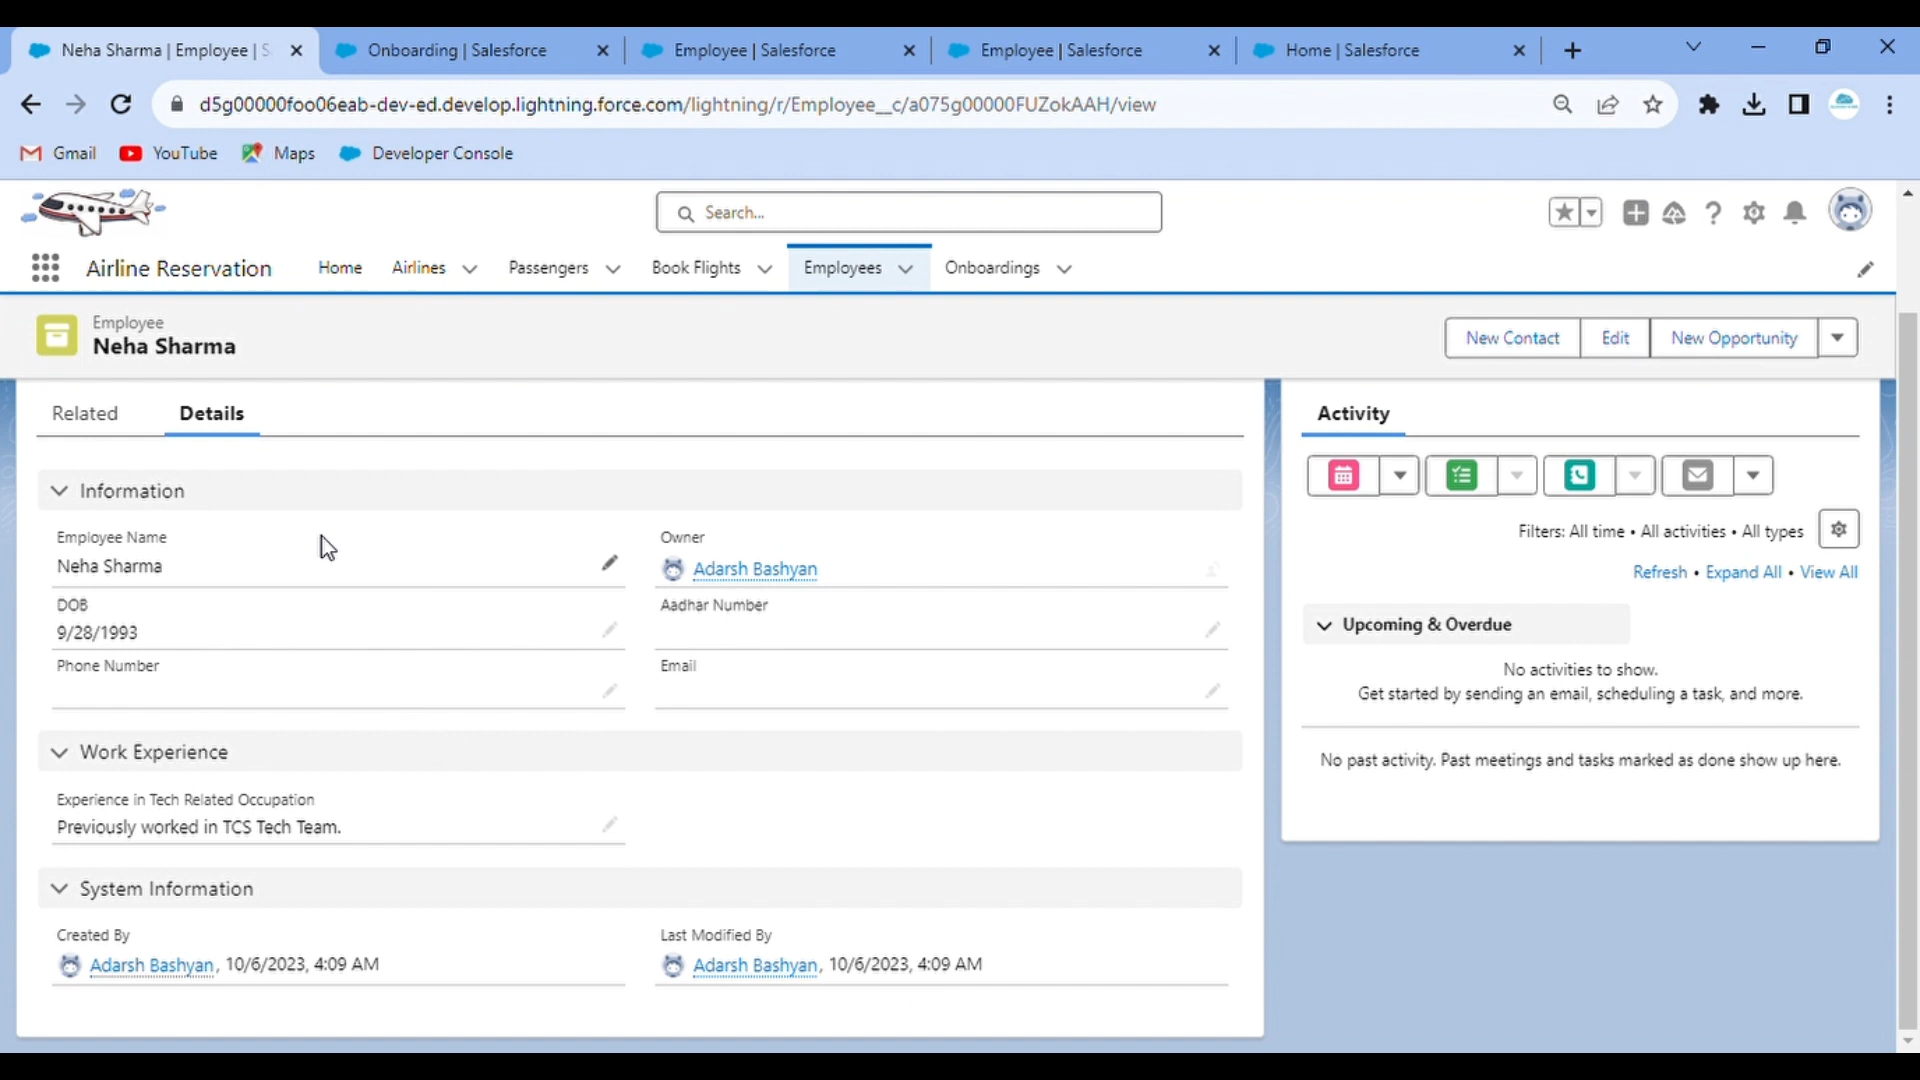 Neha Sharma | Employee | S
Onboarding | Salesforce
Employee | Salesforce
Employee | Salesforce
Home | Salesforce
d5g00000foo06eab-dev-ed.develop.lightning.force.com/lightning/r/Employee__c/a075g00000FUZokAAH/view
Gmail
YouTube
Maps
Developer Console
Search...
Airline Reservation
Home
Airlines
Passengers
Book Flights
Employees
Onboardings
Employee
Neha Sharma
New Contact
Edit
New Opportunity
Related
Details
Information
Employee Name
Neha Sharma
Owner
Adarsh Bashyan
DOB
9/28/1993
Aadhar Number
Phone Number
Email
Work Experience
Experience in Tech Related Occupation
Previously worked in TCS Tech Team.
System Information
Created By
Adarsh Bashyan, 10/6/2023, 4:09 AM
Last Modified By
Adarsh Bashyan, 10/6/2023, 4:09 AM
Activity
Filters: All time • All activities • All types
Refresh • Expand All • View All
Upcoming & Overdue
No activities to show.
Get started by sending an email, scheduling a task, and more.
No past activity. Past meetings and tasks marked as done show up here.